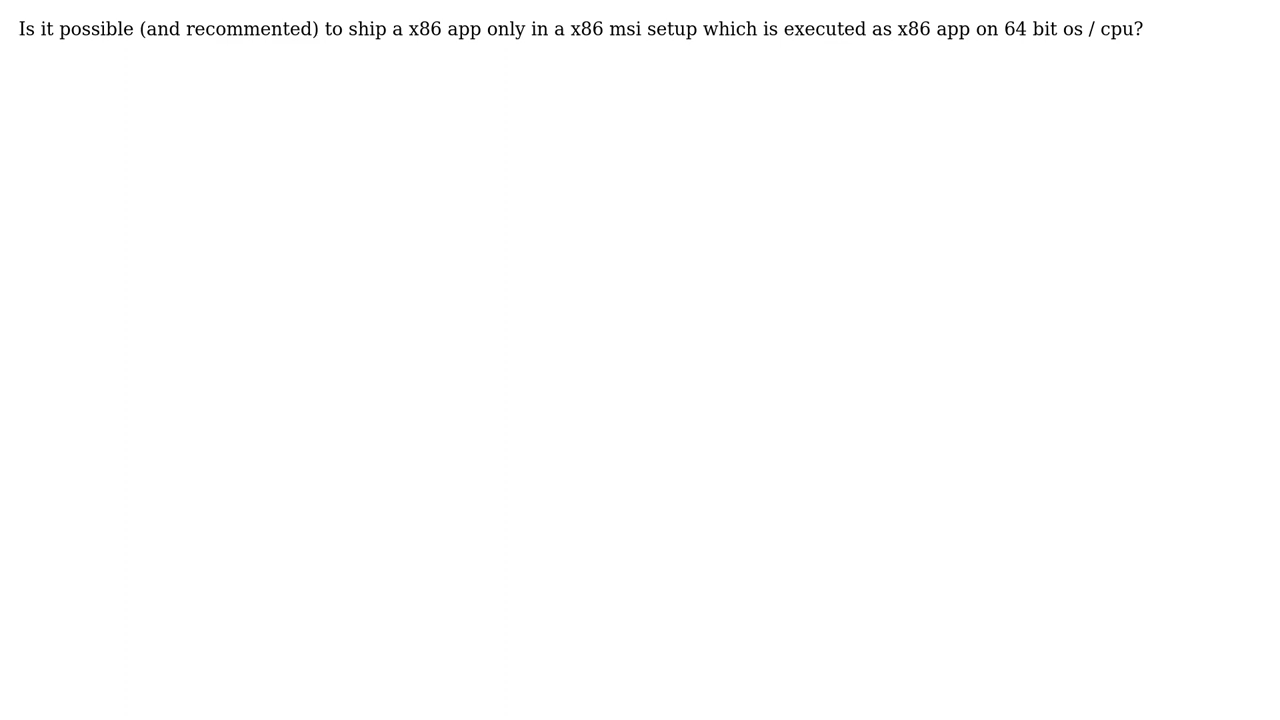 Is it possible (and recommented) to ship a x86 app only in a x86 msi setup which is executed as x86 app on 64 bit os / cpu?